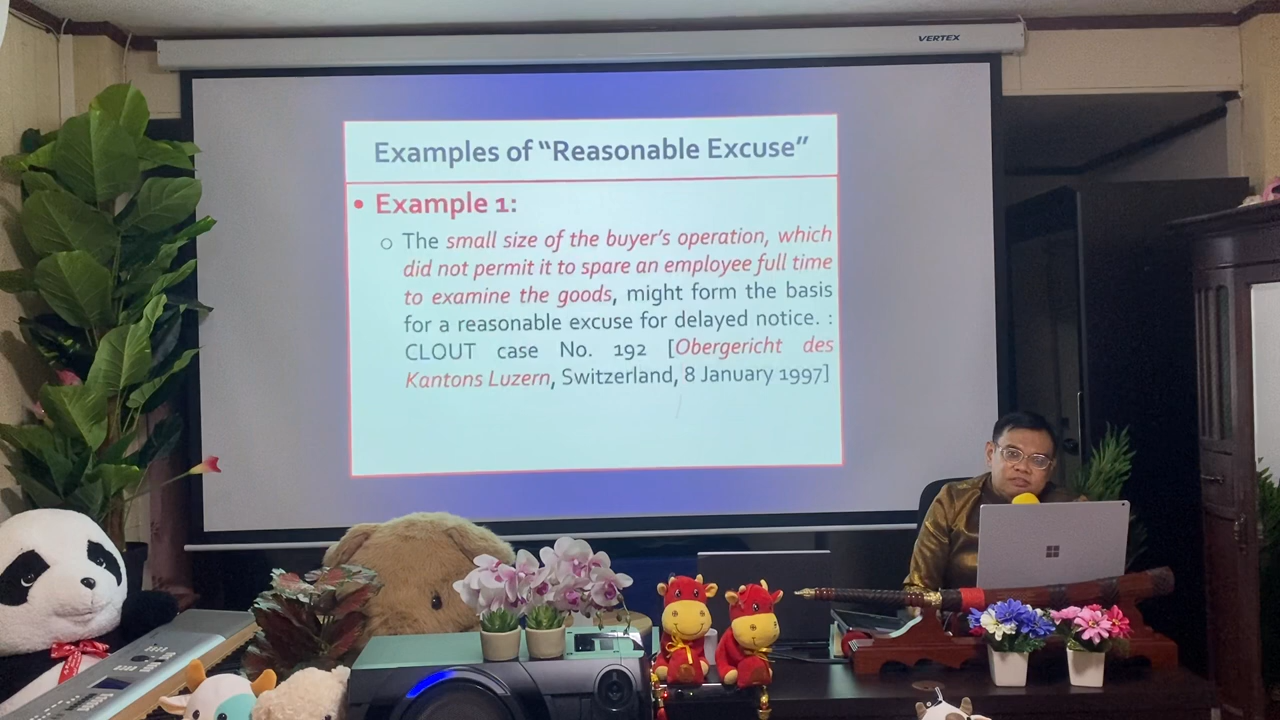 VERTEX
Examples of “Reasonable Excuse”
• Example 1:
○ The small size of the buyer’s operation, which
did not permit it to spare an employee full time
to examine the goods, might form the basis
for a reasonable excuse for delayed notice. :
CLOUT case No. 192 [Obergericht des
Kantons Luzern, Switzerland, 8 January 1997]